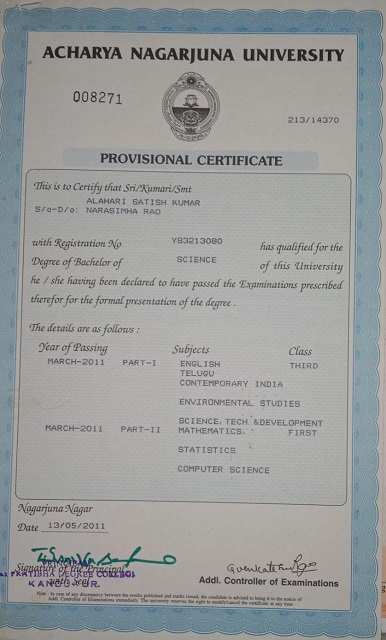 ACHARYA NAGARJUNA UNIVERSITY
008271
213/14370
PROVISIONAL CERTIFICATE
This is to Certify that Sri/Kumari/Smt
ALAHARI SATISH KUMAR
S/o-D/o: NARASIMHA RAO
with Registration No Y83213080 has qualified for the
Degree of Bachelor of SCIENCE of this University
he / she having been declared to have passed the Examinations prescribed
therefor for the formal presentation of the degree .
The details are as follows :
Year of Passing Subjects Class
MARCH-2011 PART-I ENGLISH THIRD
TELUGU
CONTEMPORARY INDIA
ENVIRONMENTAL STUDIES
SCIENCE, TECH. &DEVELOPMENT
MARCH-2011 PART-II MATHEMATICS. FIRST
STATISTICS
COMPUTER SCIENCE
Nagarjuna Nagar
Date 13/05/2011
Signature of the Principal
PRINCIPAL
PRATIBHA DEGREE COLLEGE
with seal
Addl. Controller of Examinations
Note : In case of any discrepancy between the results published and marks issued, the candidate is advised to bring it to the notice of
Addl. Controller of Examinations immediately. The university reserves the right to modify/cancel the certificate at any time.